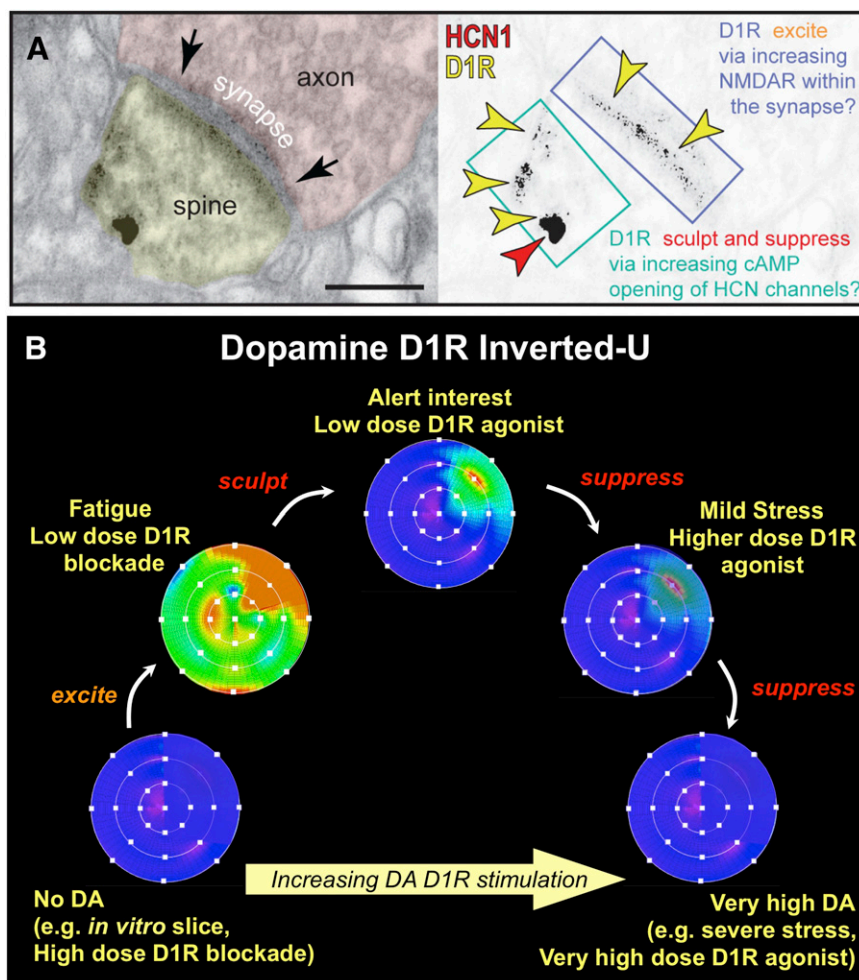 A
axon
synapse
spine
HCN1
D1R
D1R excite
via increasing
NMDAR within
the synapse?
D1R sculpt and suppress
via increasing cAMP
opening of HCN channels?
B
Dopamine D1R Inverted-U
Alert interest
Low dose D1R agonist
sculpt
suppress
Fatigue
Low dose D1R
blockade
Mild Stress
Higher dose D1R
agonist
excite
suppress
Increasing DA D1R stimulation
No DA
(e.g. in vitro slice,
High dose D1R blockade)
Very high DA
(e.g. severe stress,
Very high dose D1R agonist)